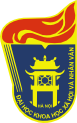 HÀ NỘI
ĐẠI HỌC KHOA HỌC XÃ HỘI VÀ NHÂN VĂN